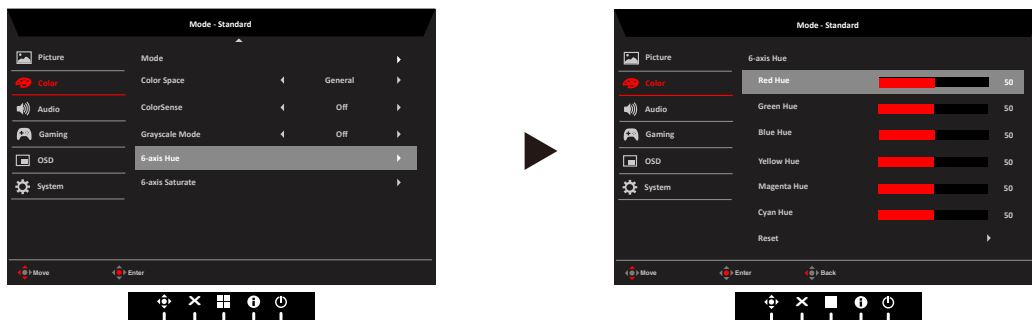 Mode - Standard
Picture
Color
Audio
Gaming
OSD
System
Mode
Color Space General
ColorSense Off
Grayscale Mode Off
6-axis Hue
6-axis Saturate
Move Enter
Mode - Standard
Picture
Color
Audio
Gaming
OSD
System
6-axis Hue
Red Hue 50
Green Hue 50
Blue Hue 50
Yellow Hue 50
Magenta Hue 50
Cyan Hue 50
Reset
Move Enter Back